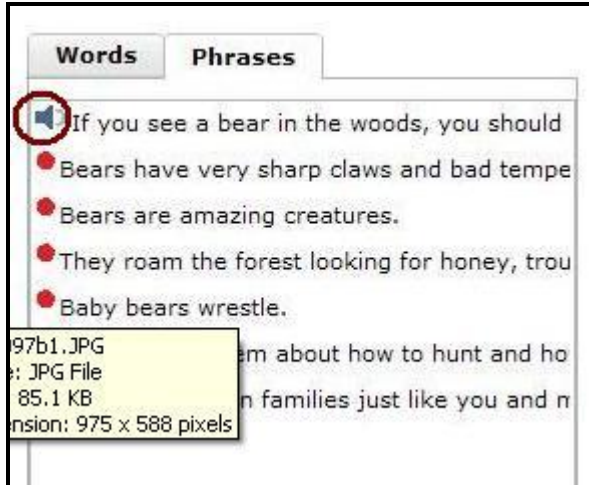 Words Phrases
If you see a bear in the woods, you should
Bears have very sharp claws and bad tempe
Bears are amazing creatures.
They roam the forest looking for honey, trou
Baby bears wrestle.
97b1.JPG
em about how to hunt and ho
e: JPG File
85.1 KB
n families just like you and m
ension: 975 x 588 pixels